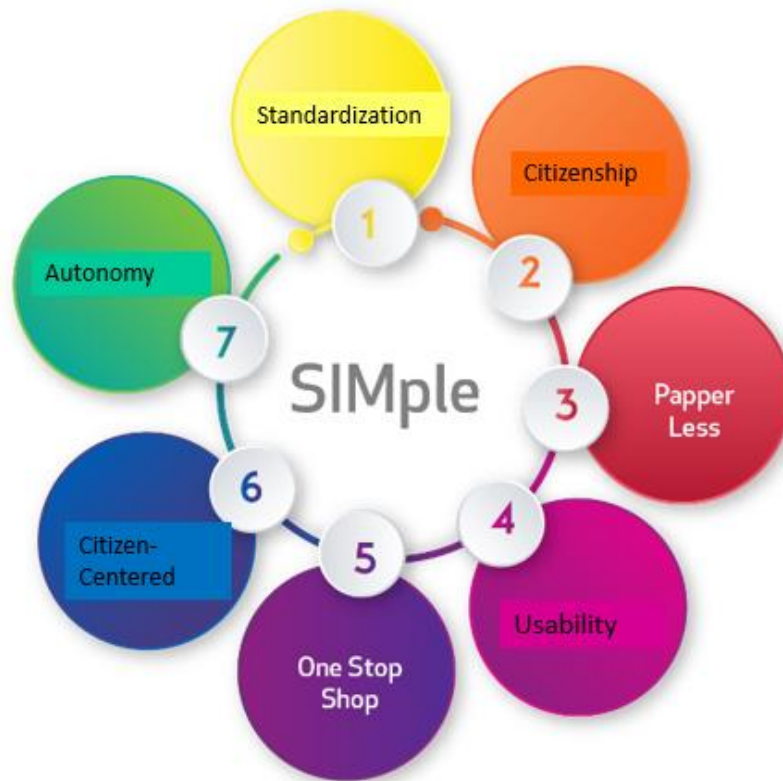 Standardization
1
Citizenship
2
Papper
Less
3
Usability
4
One Stop
Shop
5
Citizen-
Centered
6
Autonomy
7
SIMple